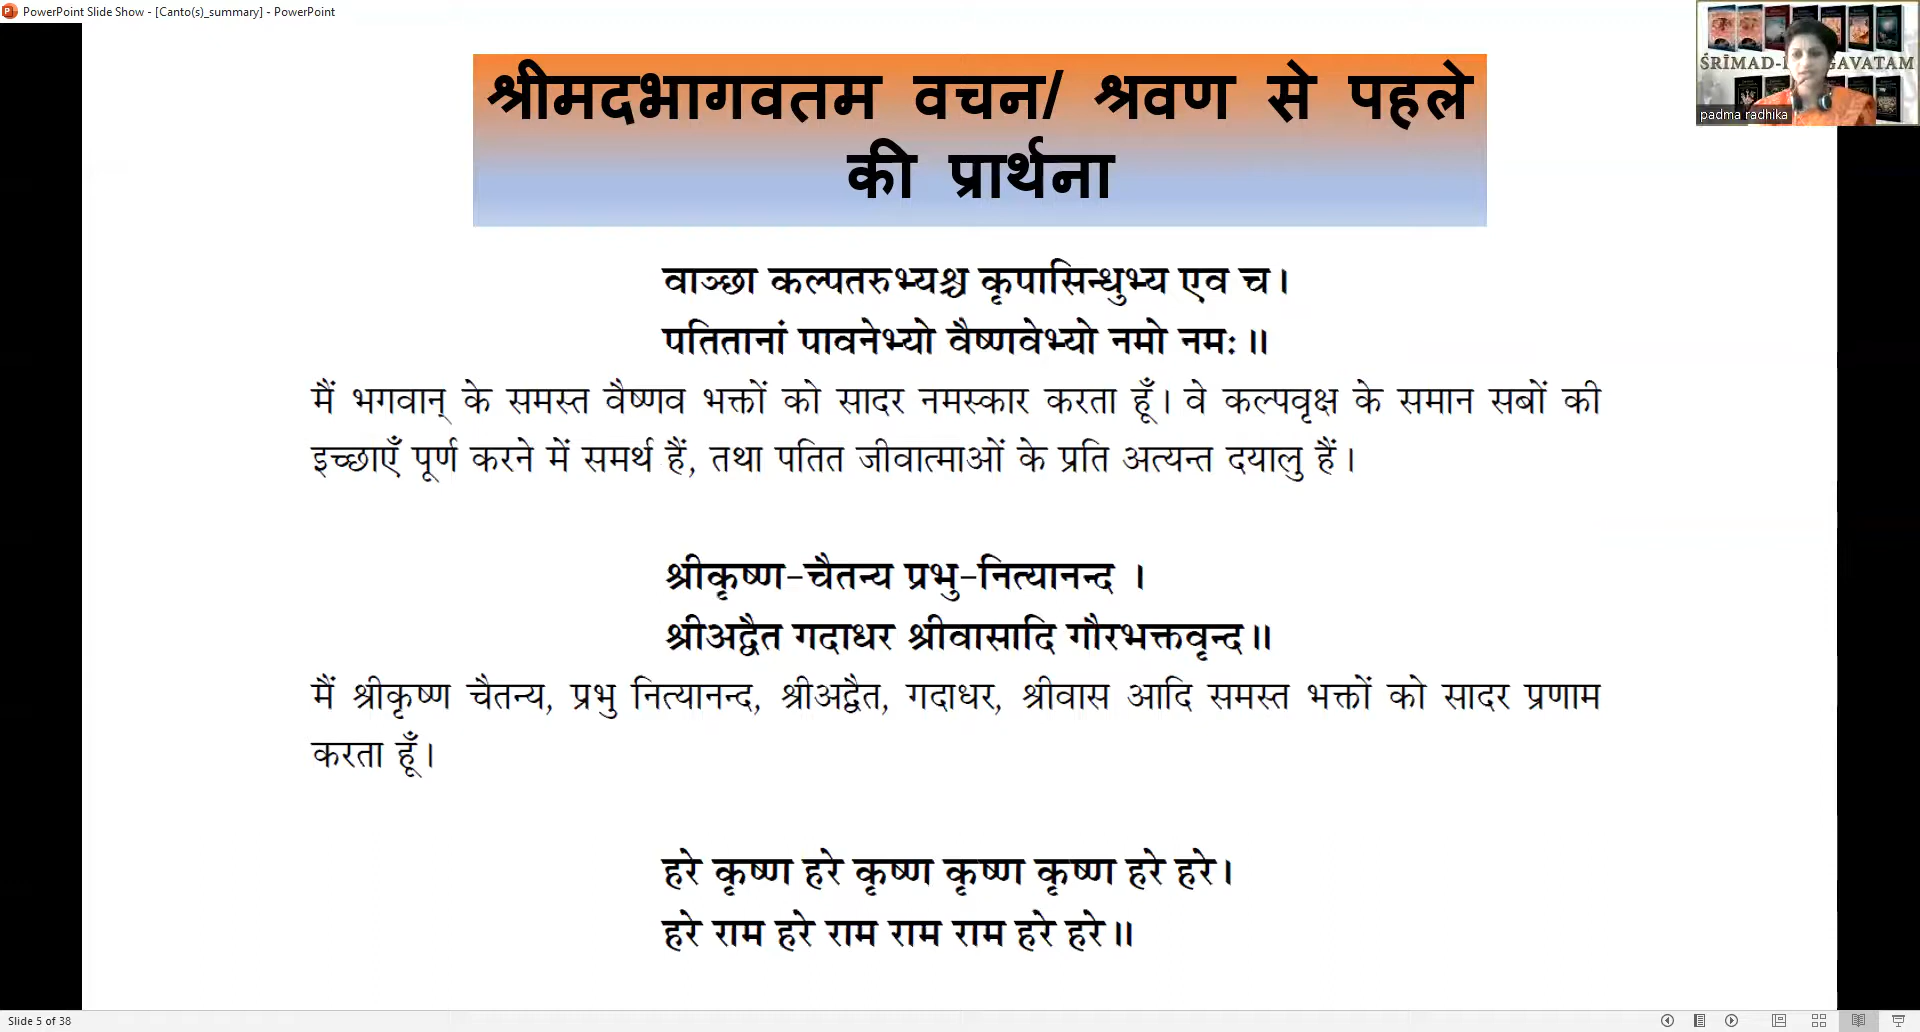 PowerPoint Slide Show - [Canto(s)_summary] - PowerPoint
श्रीमदभागवतम वचन/ श्रवण से पहले
की प्रार्थना
ŚRĪMAD- GAVATAM
padma radhika
वाञ्छा कल्पतरुभ्यश्च कृपासिन्धुभ्य एव च।
पतितानां पावनेभ्यो वैष्णवेभ्यो नमो नमः॥
मैं भगवान् के समस्त वैष्णव भक्तों को सादर नमस्कार करता हूँ। वे कल्पवृक्ष के समान सबों की
इच्छाएँ पूर्ण करने में समर्थ हैं, तथा पतित जीवात्माओं के प्रति अत्यन्त दयालु हैं।
श्रीकृष्ण-चैतन्य प्रभु-नित्यानन्द ।
श्रीअद्वैत गदाधर श्रीवासादि गौरभक्तवृन्द॥
मैं श्रीकृष्ण चैतन्य, प्रभु नित्यानन्द, श्रीअद्वैत, गदाधर, श्रीवास आदि समस्त भक्तों को सादर प्रणाम
करता हूँ।
हरे कृष्ण हरे कृष्ण कृष्ण कृष्ण हरे हरे।
हरे राम हरे राम राम राम हरे हरे॥
Slide 5 of 38